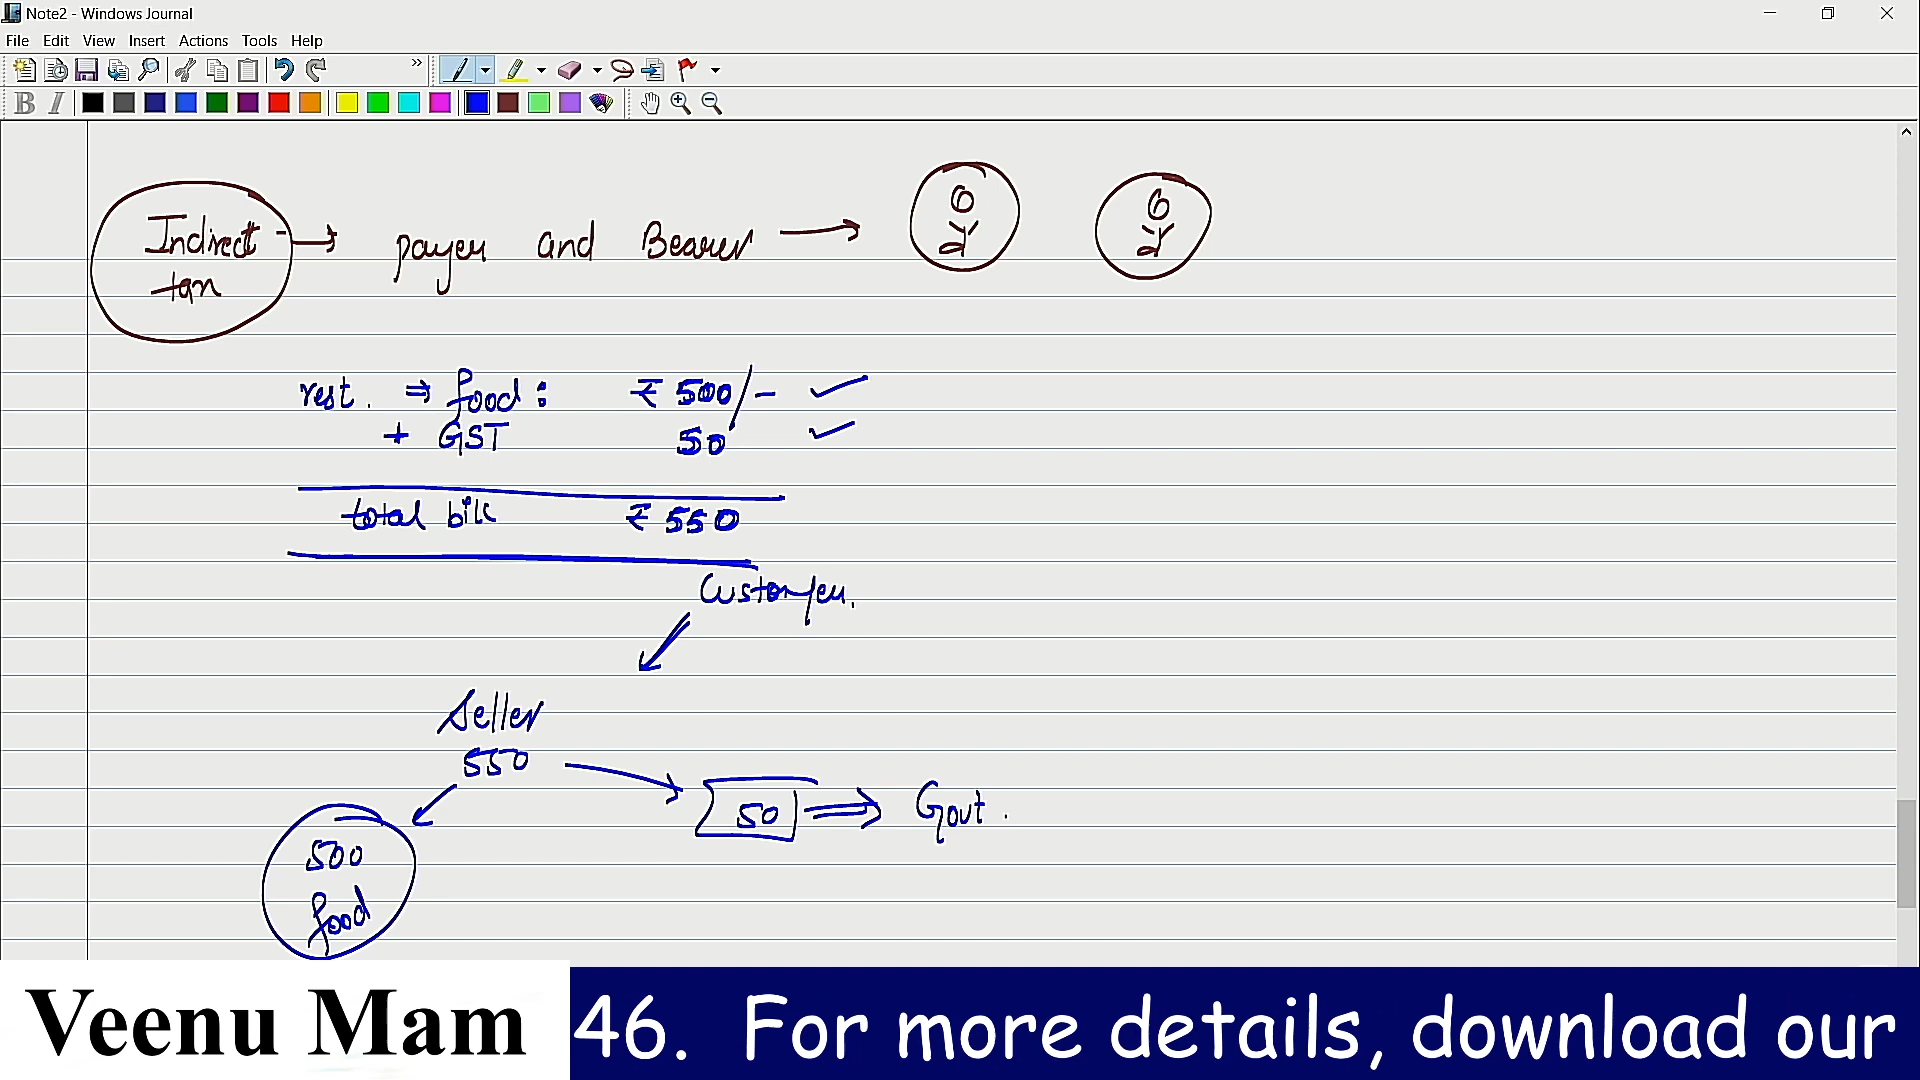 Note2 - Windows Journal
File Edit View Insert Actions Tools Help
B I
Indirect tax → payer and Bearer →
rest. ⇒ food : ₹ 500/- ✓
+ GST 50 ✓
total bill ₹ 550
Customer.
Seller
550
50 ⇒ Govt.
500
food
Veenu Mam
46. For more details, download our